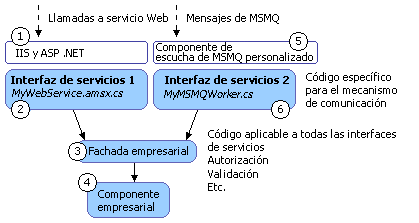 Llamadas a servicio Web
Mensajes de MSMQ
1
IIS y ASP .NET
Componente de
escucha de MSMQ personalizado
5
Interfaz de servicios 1
MyWebService.amsx.cs
2
Interfaz de servicios 2
MyMSMQWorker.cs
6
Código específico
para el mecanismo
de comunicación
3
Fachada empresarial
Código aplicable a todas las interfaces
de servicios
Autorización
Validación
Etc.
4
Componente
empresarial